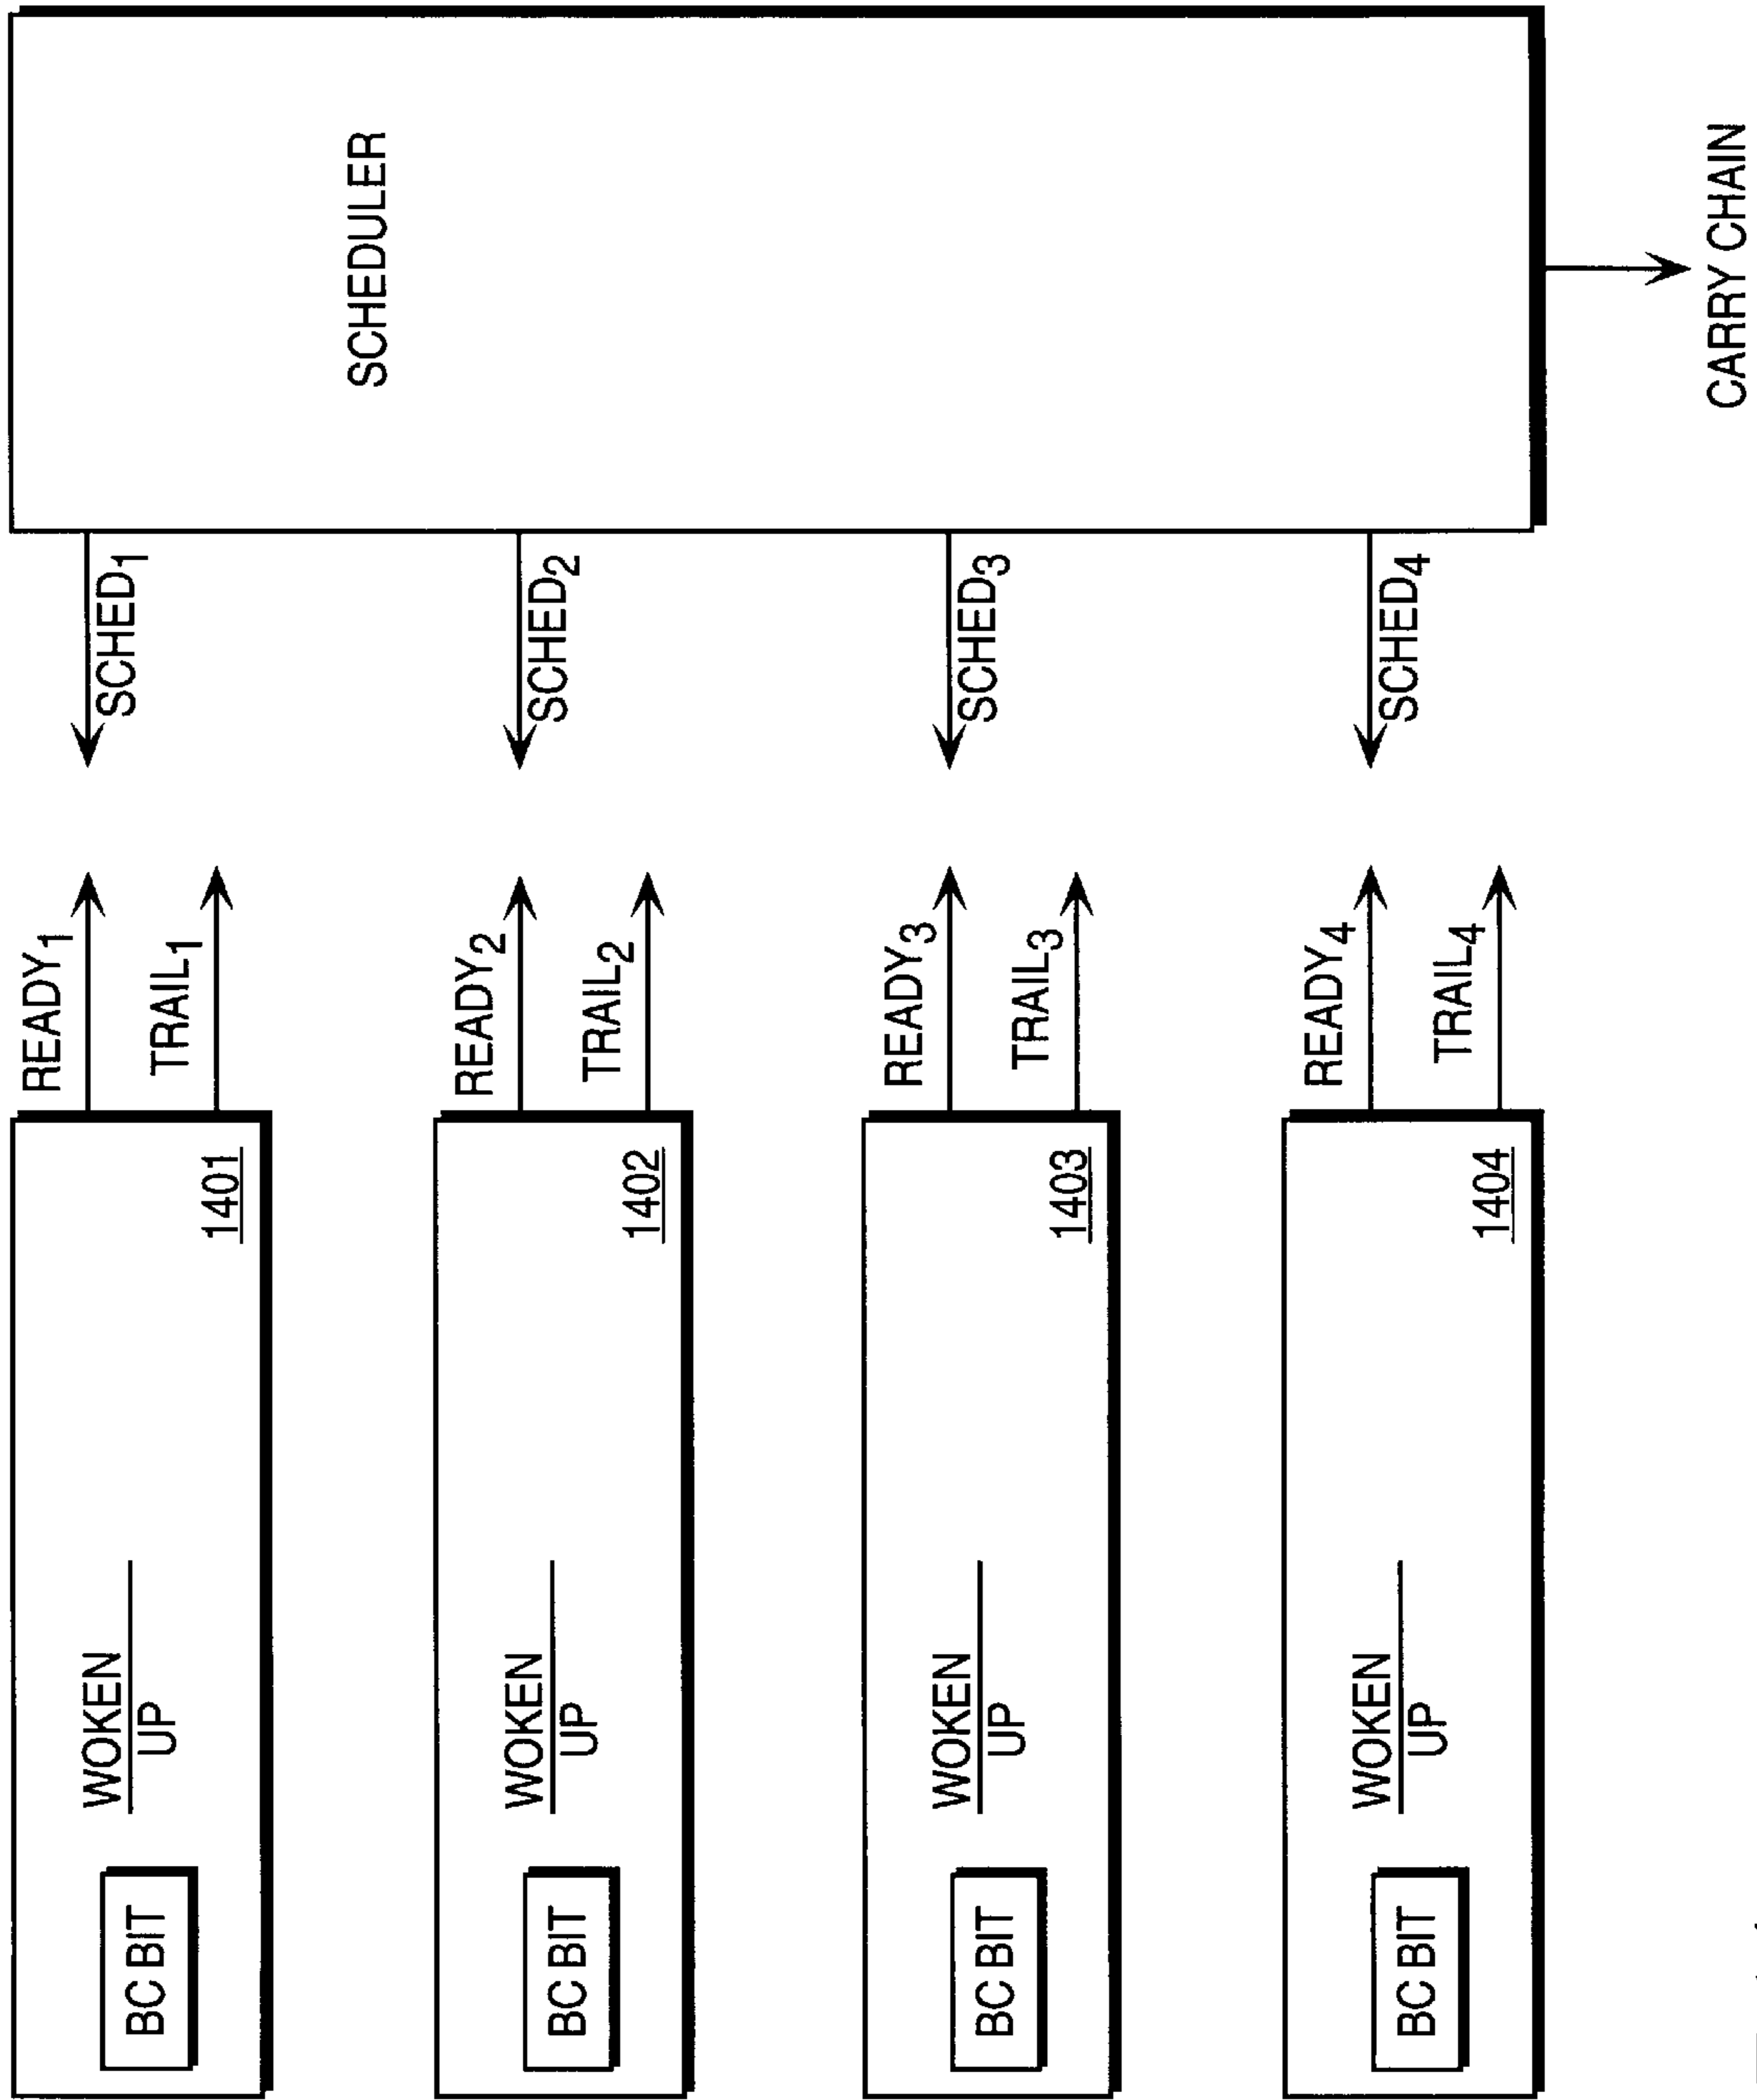 BC BIT
WOKEN
UP
1401
READY₁
TRAIL₁
SCHED₁
BC BIT
WOKEN
UP
1402
READY₂
TRAIL₂
SCHED₂
BC BIT
WOKEN
UP
1403
READY₃
TRAIL₃
SCHED₃
BC BIT
WOKEN
UP
1404
READY₄
TRAIL₄
SCHED₄
SCHEDULER
CARRY CHAIN